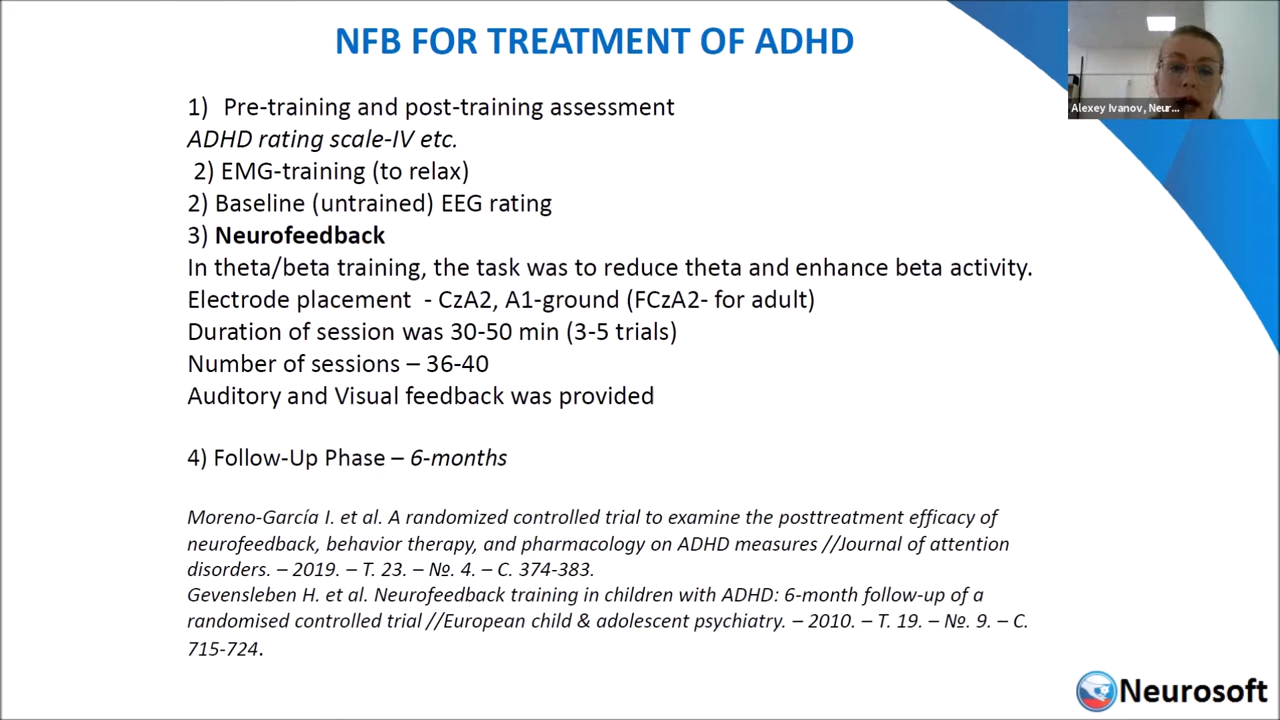 NFB FOR TREATMENT OF ADHD
Alexey Ivanov, Neur...
1) Pre-training and post-training assessment
ADHD rating scale-IV etc.
2) EMG-training (to relax)
2) Baseline (untrained) EEG rating
3) Neurofeedback
In theta/beta training, the task was to reduce theta and enhance beta activity.
Electrode placement - CzA2, A1-ground (FCzA2- for adult)
Duration of session was 30-50 min (3-5 trials)
Number of sessions – 36-40
Auditory and Visual feedback was provided
4) Follow-Up Phase – 6-months
Moreno-García I. et al. A randomized controlled trial to examine the posttreatment efficacy of
neurofeedback, behavior therapy, and pharmacology on ADHD measures //Journal of attention
disorders. – 2019. – T. 23. – №. 4. – C. 374-383.
Gevensleben H. et al. Neurofeedback training in children with ADHD: 6-month follow-up of a
randomised controlled trial //European child & adolescent psychiatry. – 2010. – T. 19. – №. 9. – C.
715-724.
Neurosoft